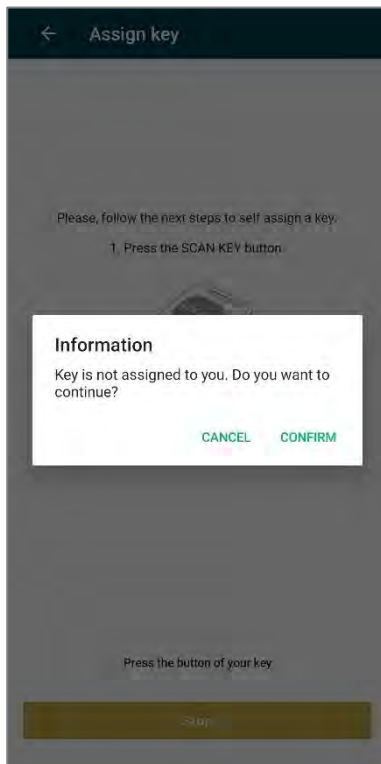 Assign key
Please, follow the next steps to self assign a key.
1. Press the SCAN KEY button
Information
Key is not assigned to you. Do you want to
continue?
CANCEL CONFIRM
Press the button of your key